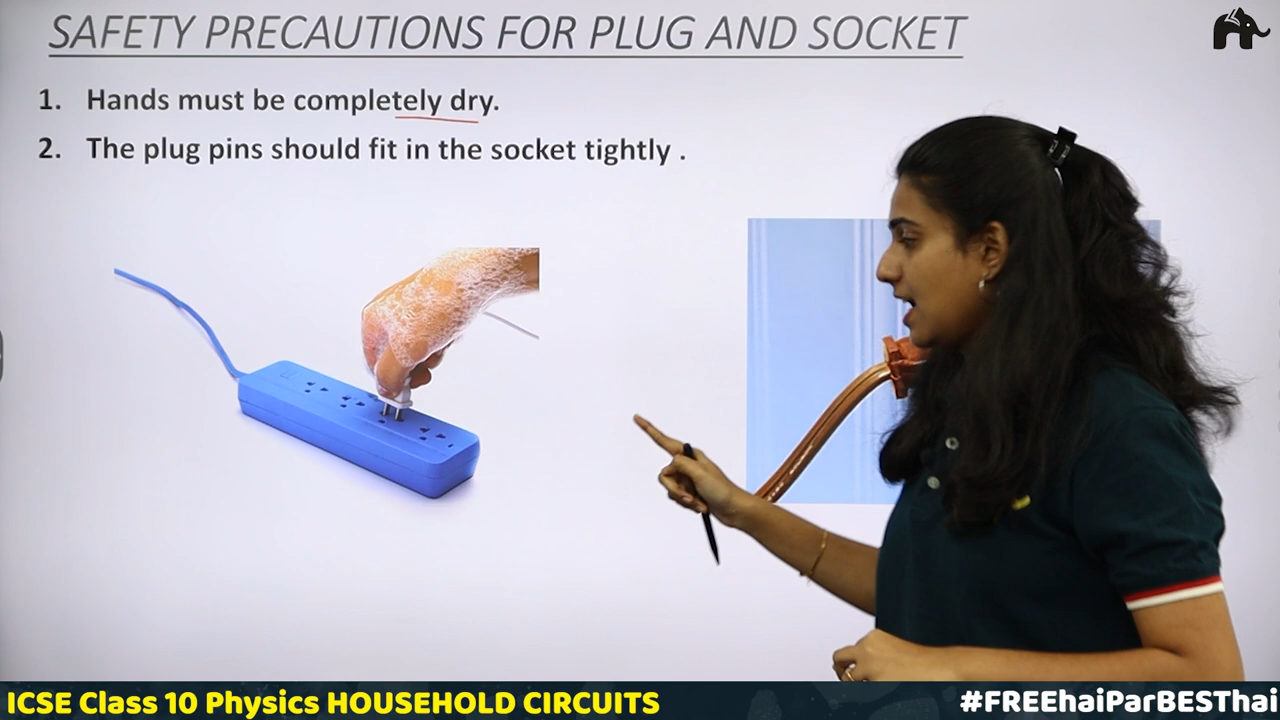 SAFETY PRECAUTIONS FOR PLUG AND SOCKET
1. Hands must be completely dry.
2. The plug pins should fit in the socket tightly .
ICSE Class 10 Physics HOUSEHOLD CIRCUITS
#FREEhaiParBESThai